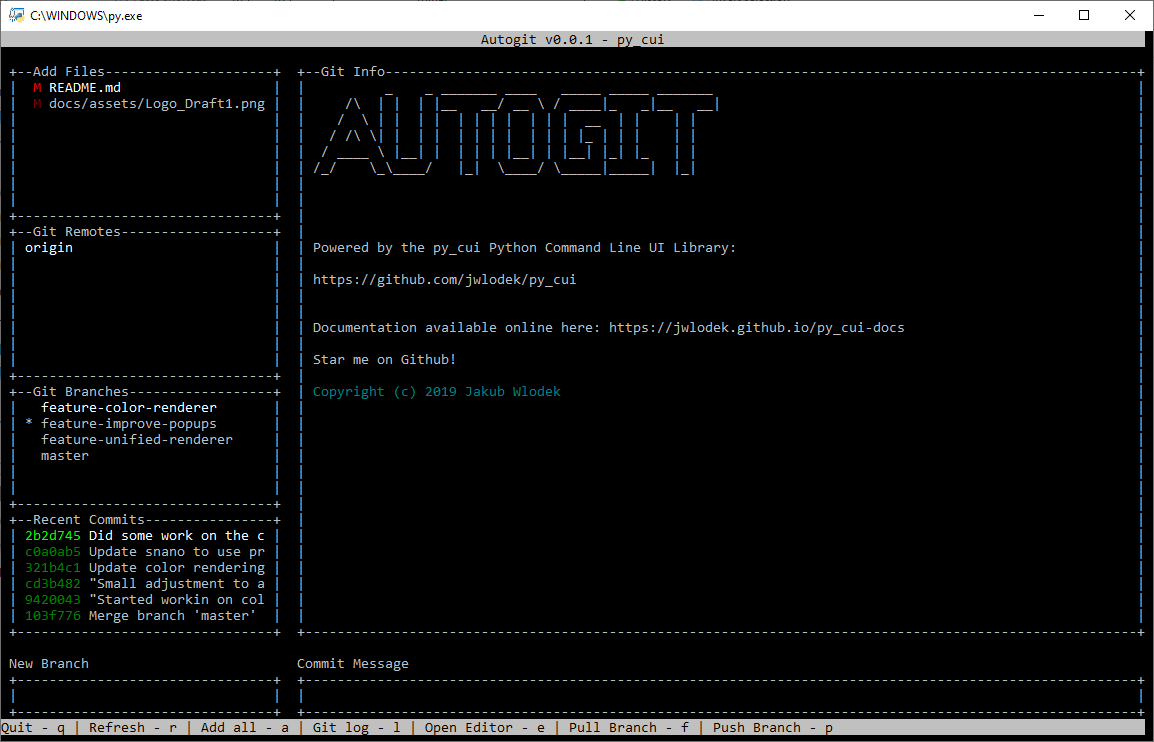 C:\WINDOWS\py.exe
Autogit v0.0.1 - py_cui
Add Files
M README.md
M docs/assets/Logo_Draft1.png
Git Remotes
origin
Git Branches
feature-color-renderer
* feature-improve-popups
feature-unified-renderer
master
Recent Commits
2b2d745 Did some work on the c
c0a0ab5 Update snano to use pr
321b4c1 Update color rendering
cd3b482 "Small adjustment to a
9420043 "Started workin on col
103f776 Merge branch 'master'
Git Info
AUTOGIT
Powered by the py_cui Python Command Line UI Library:
https://github.com/jwlodek/py_cui
Documentation available online here: https://jwlodek.github.io/py_cui-docs
Star me on Github!
Copyright (c) 2019 Jakub Wlodek
New Branch
Commit Message
Quit - q | Refresh - r | Add all - a | Git log - l | Open Editor - e | Pull Branch - f | Push Branch - p